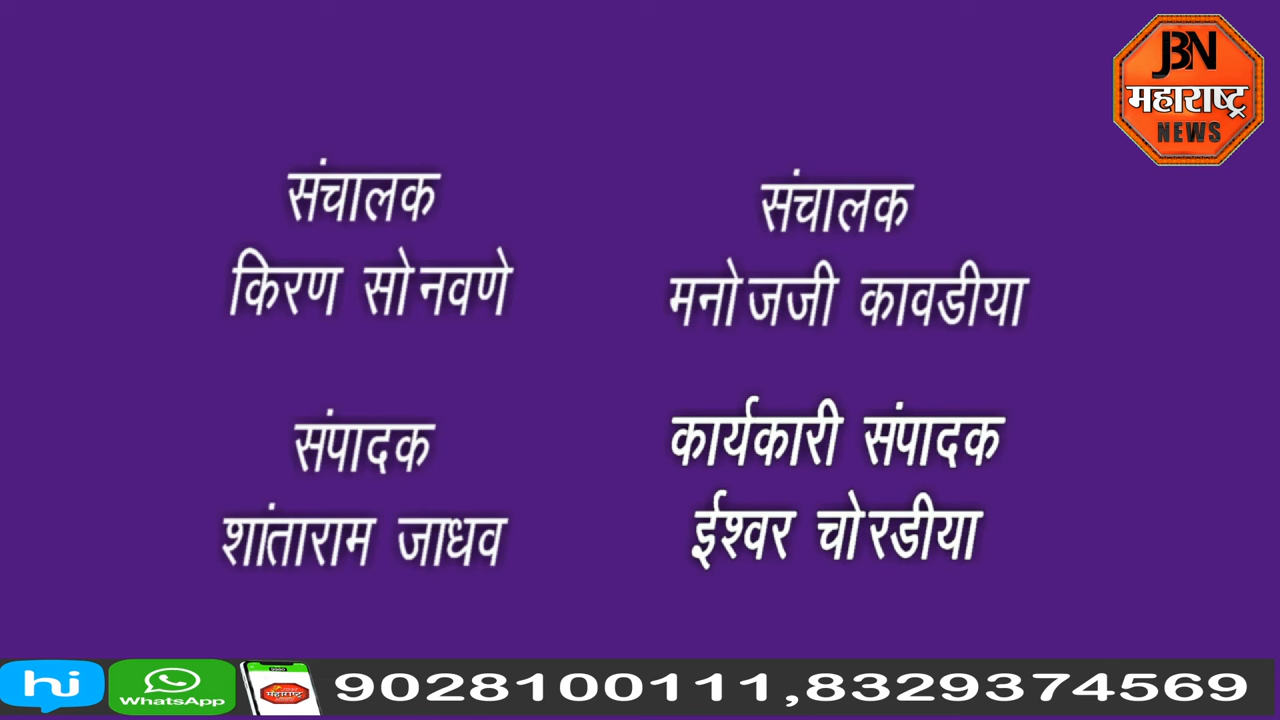 JBN
महाराष्ट्र
NEWS
संचालक
किरण सोनवणे
संचालक
मनोजजी कावडीया
संपादक
शांताराम जाधव
कार्यकारी संपादक
ईश्वर चोरडीया
hi
WhatsApp
महाराष्ट्र
9028100111,8329374569